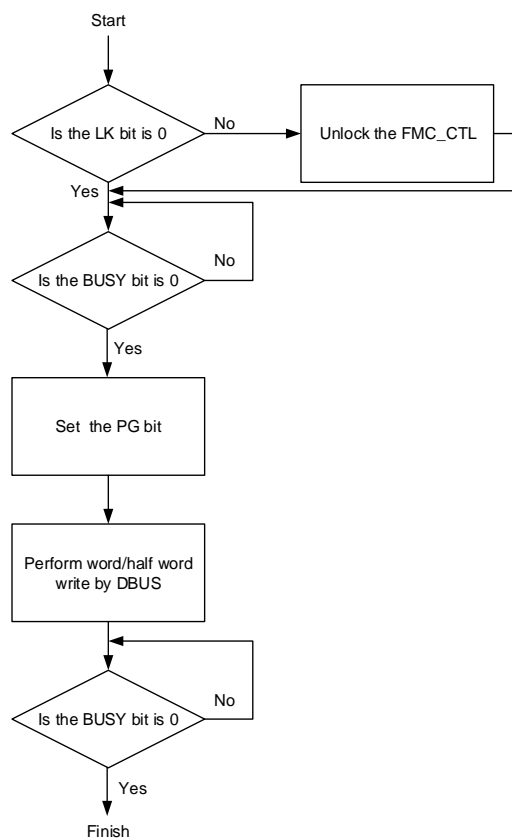 Start
Is the LK bit is 0
No
Unlock the FMC_CTL
Yes
Is the BUSY bit is 0
No
Yes
Set the PG bit
Perform word/half word
write by DBUS
Is the BUSY bit is 0
No
Yes
Finish